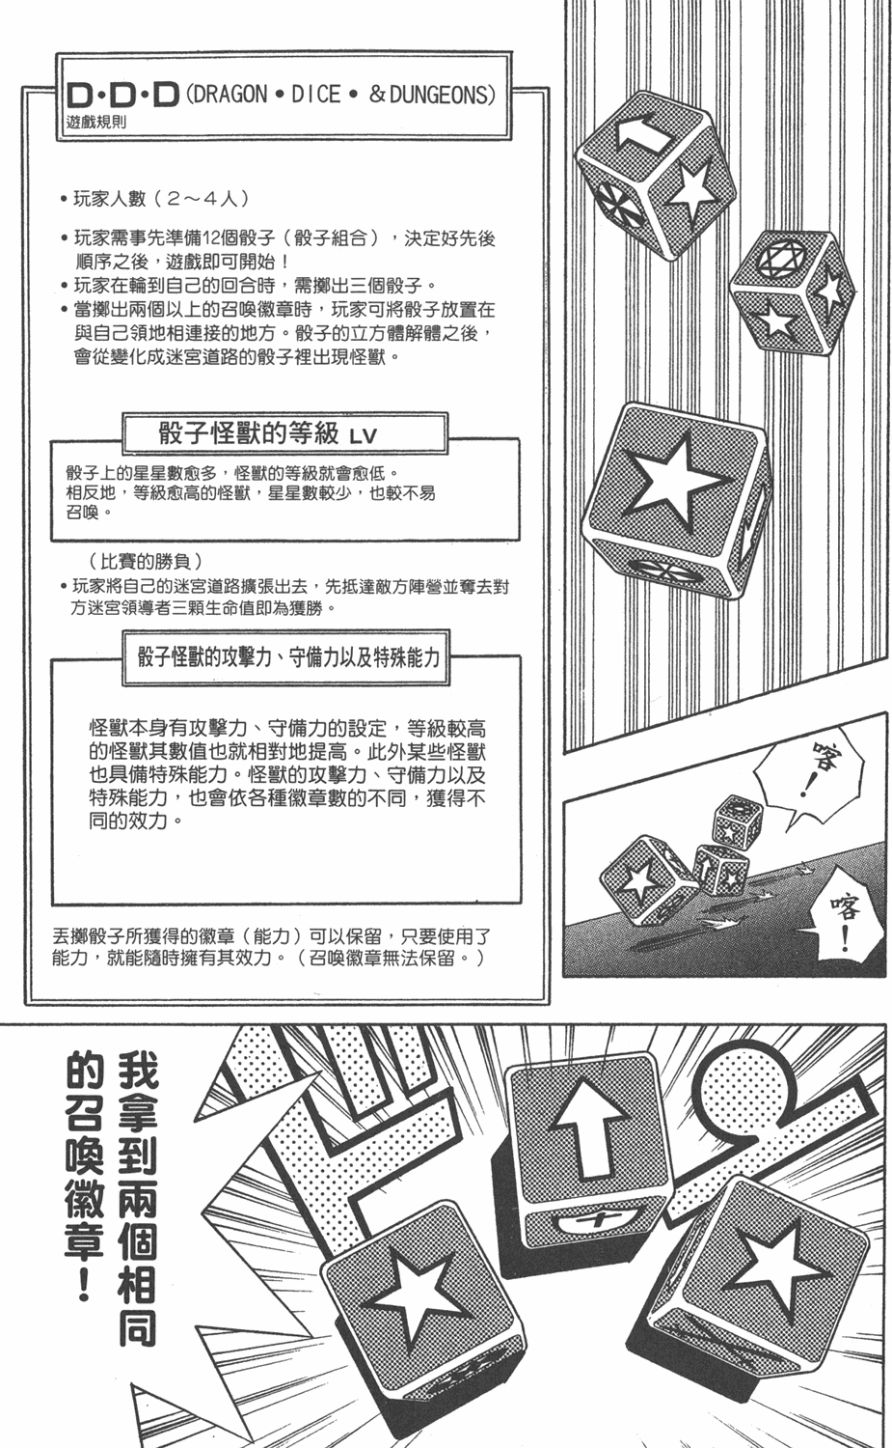 D·D·D(DRAGON•DICE•&DUNGEONS)
遊戲規則
•玩家人數（2～4人）
•玩家需事先準備12個骰子（骰子組合），決定好先後
順序之後，遊戲即可開始！
•玩家在輪到自己的回合時，需擲出三個骰子。
•當擲出兩個以上的召喚徽章時，玩家可將骰子放置在
與自己領地相連接的地方。骰子的立方體解體之後，
會從變化成迷宮道路的骰子裡出現怪獸。
骰子怪獸的等級 LV
骰子上的星星數愈多，怪獸的等級就會愈低。
相反地，等級愈高的怪獸，星星數較少，也較不易
召喚。
（比賽的勝負）
•玩家將自己的迷宮道路擴張出去，先抵達敵方陣營並奪去對
方迷宮領導者三顆生命值即為獲勝。
骰子怪獸的攻擊力、守備力以及特殊能力
怪獸本身有攻擊力、守備力的設定，等級較高
的怪獸其數值也就相對地提高。此外某些怪獸
也具備特殊能力。怪獸的攻擊力、守備力以及
特殊能力，也會依各種徽章數的不同，獲得不
同的效力。
丟擲骰子所獲得的徽章（能力）可以保留，只要使用了
能力，就能隨時擁有其效力。（召喚徽章無法保留。）
喀！
喀！
我拿到兩個相同
的召喚徽章！